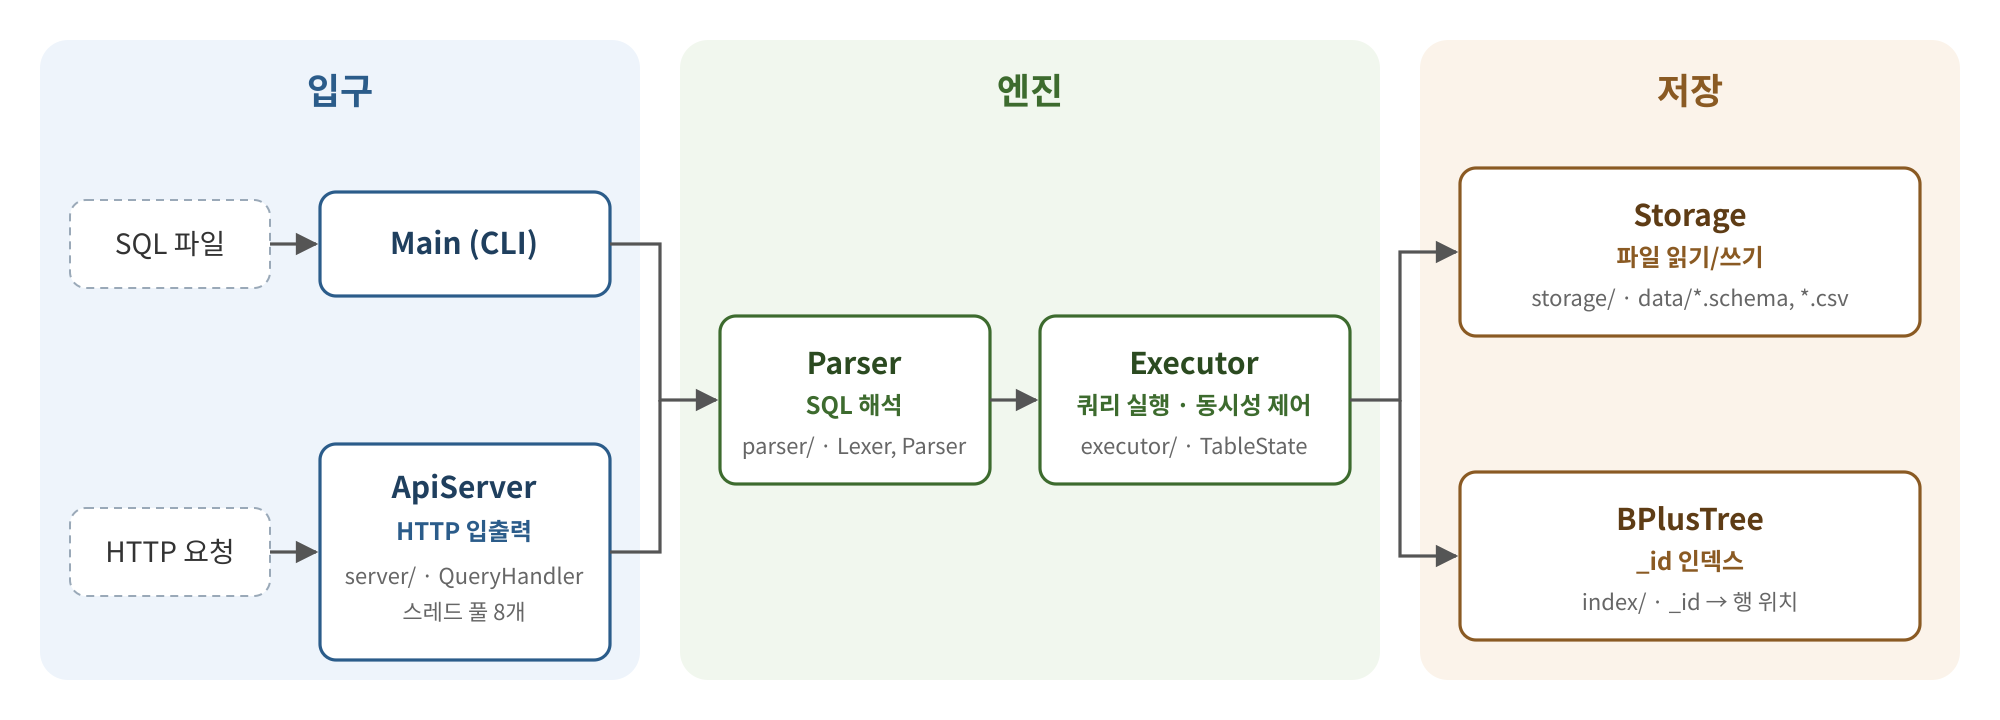 입구
SQL 파일
Main (CLI)
HTTP 요청
ApiServer
HTTP 입출력
server/ · QueryHandler
스레드 풀 8개
엔진
Parser
SQL 해석
parser/ · Lexer, Parser
Executor
쿼리 실행 · 동시성 제어
executor/ · TableState
저장
Storage
파일 읽기/쓰기
storage/ · data/*.schema, *.csv
BPlusTree
_id 인덱스
index/ · _id → 행 위치